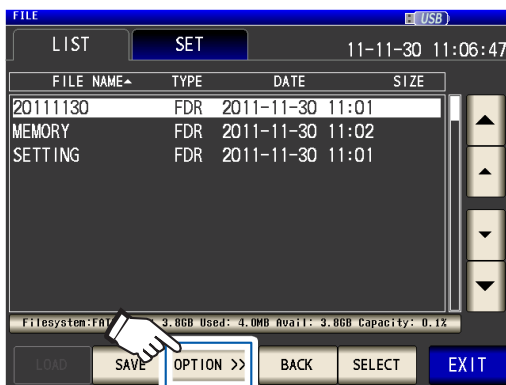 FILE USB
LIST SET 11-11-30 11:06:47
FILE NAME TYPE DATE SIZE
20111130 FDR 2011-11-30 11:01
MEMORY FDR 2011-11-30 11:02
SETTING FDR 2011-11-30 11:01
Filesystem:FAT 3.8GB Used: 4.0MB Avail: 3.8GB Capacity: 0.1%
LOAD SAVE OPTION >> BACK SELECT EXIT